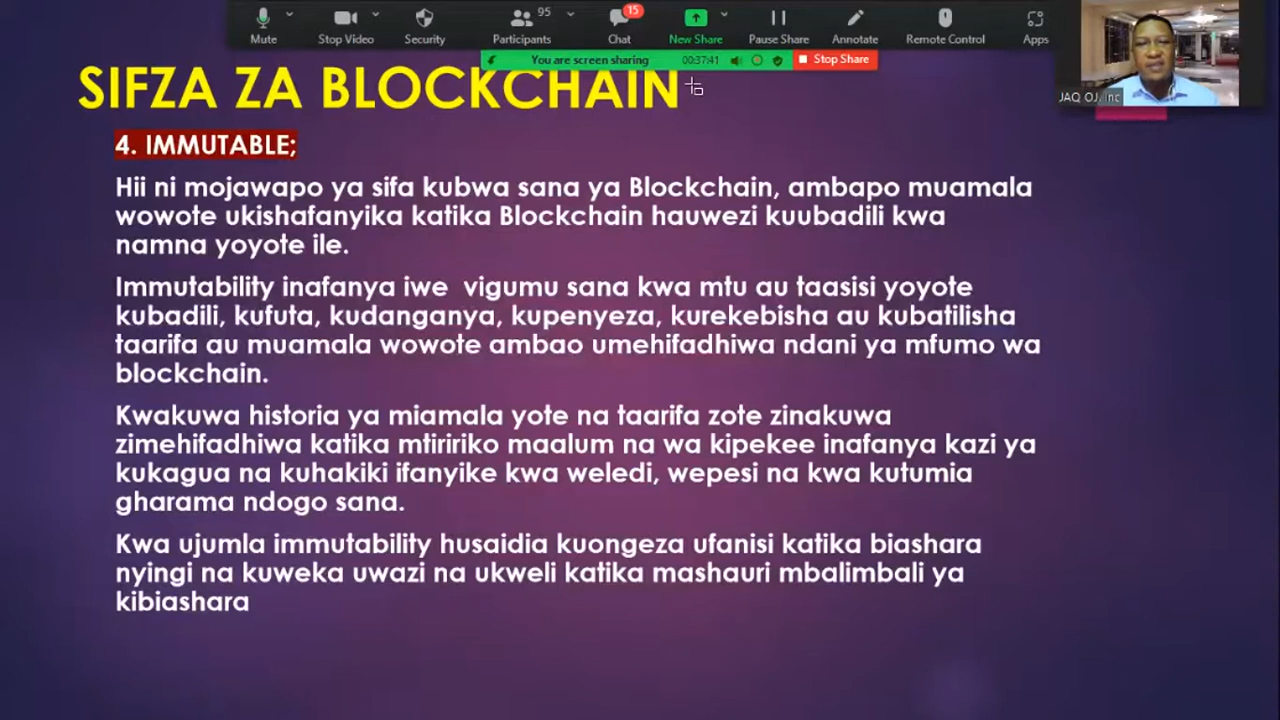 95
15
Mute
Stop Video
Security
Participants
Chat
New Share
Pause Share
Annotate
Remote Control
Apps
You are screen sharing
00:37:41
Stop Share
JAQ OJ, Inc
SIFZA ZA BLOCKCHAIN
4. IMMUTABLE;
Hii ni mojawapo ya sifa kubwa sana ya Blockchain, ambapo muamala
wowote ukishafanyika katika Blockchain hauwezi kuubadili kwa
namna yoyote ile.
Immutability inafanya iwe vigumu sana kwa mtu au taasisi yoyote
kubadili, kufuta, kudanganya, kupenyeza, kurekebisha au kubatilisha
taarifa au muamala wowote ambao umehifadhiwa ndani ya mfumo wa
blockchain.
Kwakuwa historia ya miamala yote na taarifa zote zinakuwa
zimehifadhiwa katika mtiririko maalum na wa kipekee inafanya kazi ya
kukagua na kuhakiki ifanyike kwa weledi, wepesi na kwa kutumia
gharama ndogo sana.
Kwa ujumla immutability husaidia kuongeza ufanisi katika biashara
nyingi na kuweka uwazi na ukweli katika mashauri mbalimbali ya
kibiashara